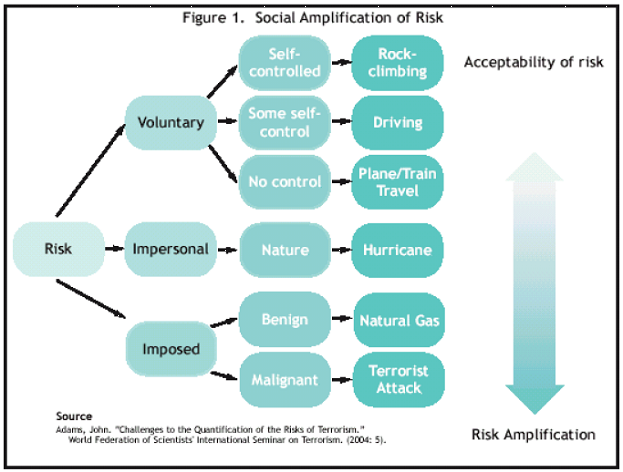 Figure 1. Social Amplification of Risk
Self-
controlled
Rock-
climbing
Acceptability of risk
Voluntary
Some self-
control
Driving
No control
Plane/Train
Travel
Risk
Impersonal
Nature
Hurricane
Benign
Natural Gas
Imposed
Malignant
Terrorist
Attack
Source
Adams, John. "Challenges to the Quantification of the Risks of Terrorism."
World Federation of Scientists' International Seminar on Terrorism. (2004: 5).
Risk Amplification